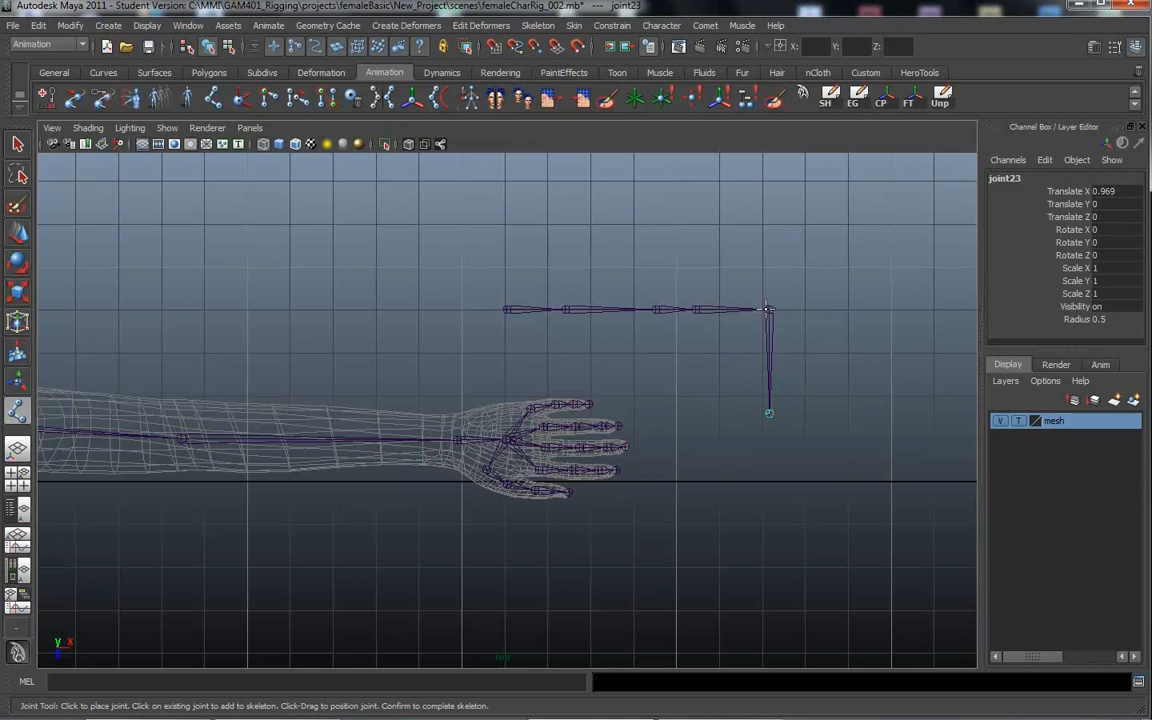 Autodesk Maya 2011 - Student Version: C:\MMI\GAM401_Rigging\projects\femaleBasic\New_Project\scenes\femaleCharRig_002.mb* --- joint23
File Edit Modify Create Display Window Assets Animate Geometry Cache Create Deformers Edit Deformers Skeleton Skin Constrain Character Comet Muscle Help
Animation X: Y: Z:
General Curves Surfaces Polygons Subdivs Deformation Animation Dynamics Rendering PaintEffects Toon Muscle Fluids Fur Hair nCloth Custom HeroTools
SH EG CP FT Unp
View Shading Lighting Show Renderer Panels
Channel Box / Layer Editor
Channels Edit Object Show
joint23
Translate X 0.969
Translate Y 0
Translate Z 0
Rotate X 0
Rotate Y 0
Rotate Z 0
Scale X 1
Scale Y 1
Scale Z 1
Visibility on
Radius 0.5
Display Render Anim
Layers Options Help
V T mesh
y x
top
MEL
Joint Tool: Click to place joint. Click on existing joint to add to skeleton. Click-Drag to position joint. Confirm to complete skeleton.